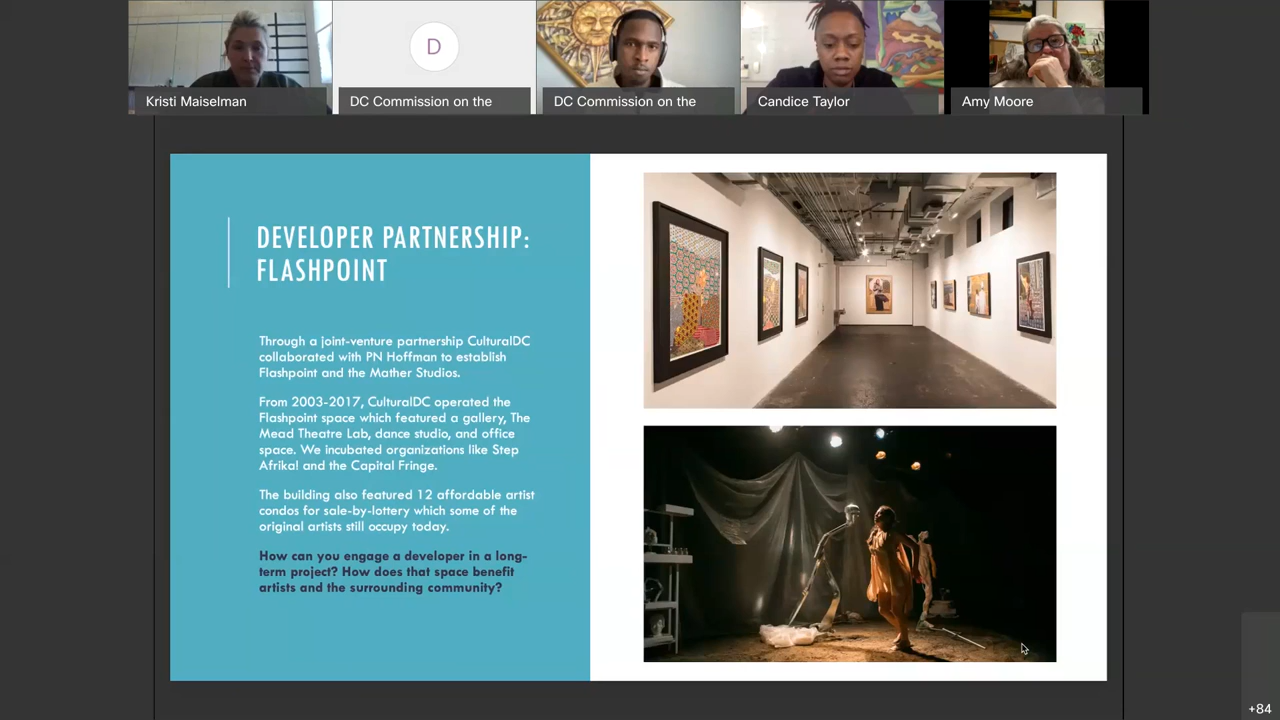 Kristi Maiselman
DC Commission on the
DC Commission on the
Candice Taylor
Amy Moore
D
DEVELOPER PARTNERSHIP:
FLASHPOINT
Through a joint-venture partnership CulturalDC
collaborated with PN Hoffman to establish
Flashpoint and the Mather Studios.
From 2003-2017, CulturalDC operated the
Flashpoint space which featured a gallery, The
Mead Theatre Lab, dance studio, and office
space. We incubated organizations like Step
Afrika! and the Capital Fringe.
The building also featured 12 affordable artist
condos for sale-by-lottery which some of the
original artists still occupy today.
How can you engage a developer in a long-
term project? How does that space benefit
artists and the surrounding community?
+84